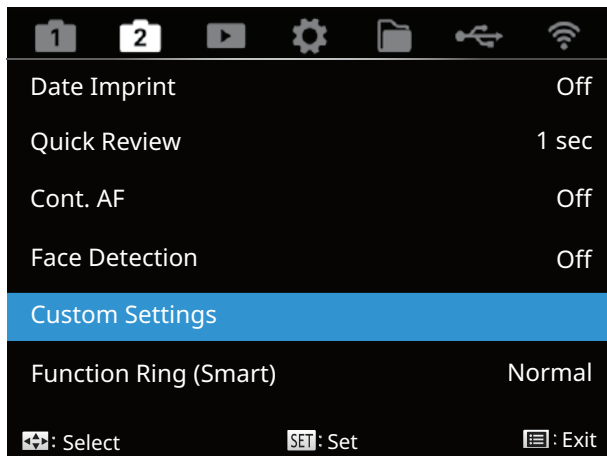 1 2
Date Imprint Off
Quick Review 1 sec
Cont. AF Off
Face Detection Off
Custom Settings
Function Ring (Smart) Normal
: Select SET : Set : Exit